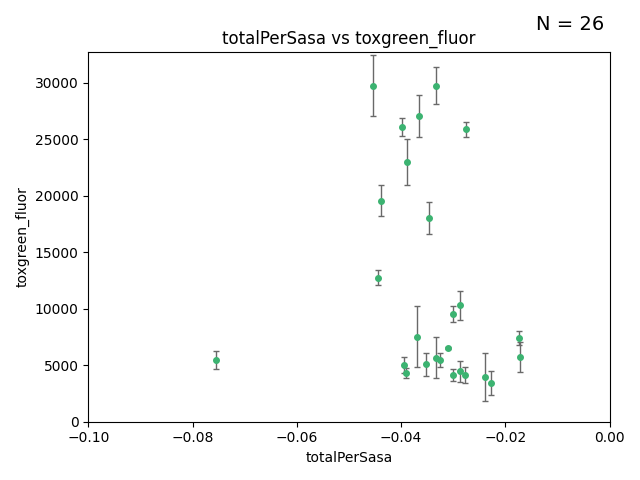 N = 26
totalPerSasa vs toxgreen_fluor
30000
25000
20000
15000
10000
5000
0
toxgreen_fluor
−0.10 −0.08 −0.06 −0.04 −0.02 0.00
totalPerSasa